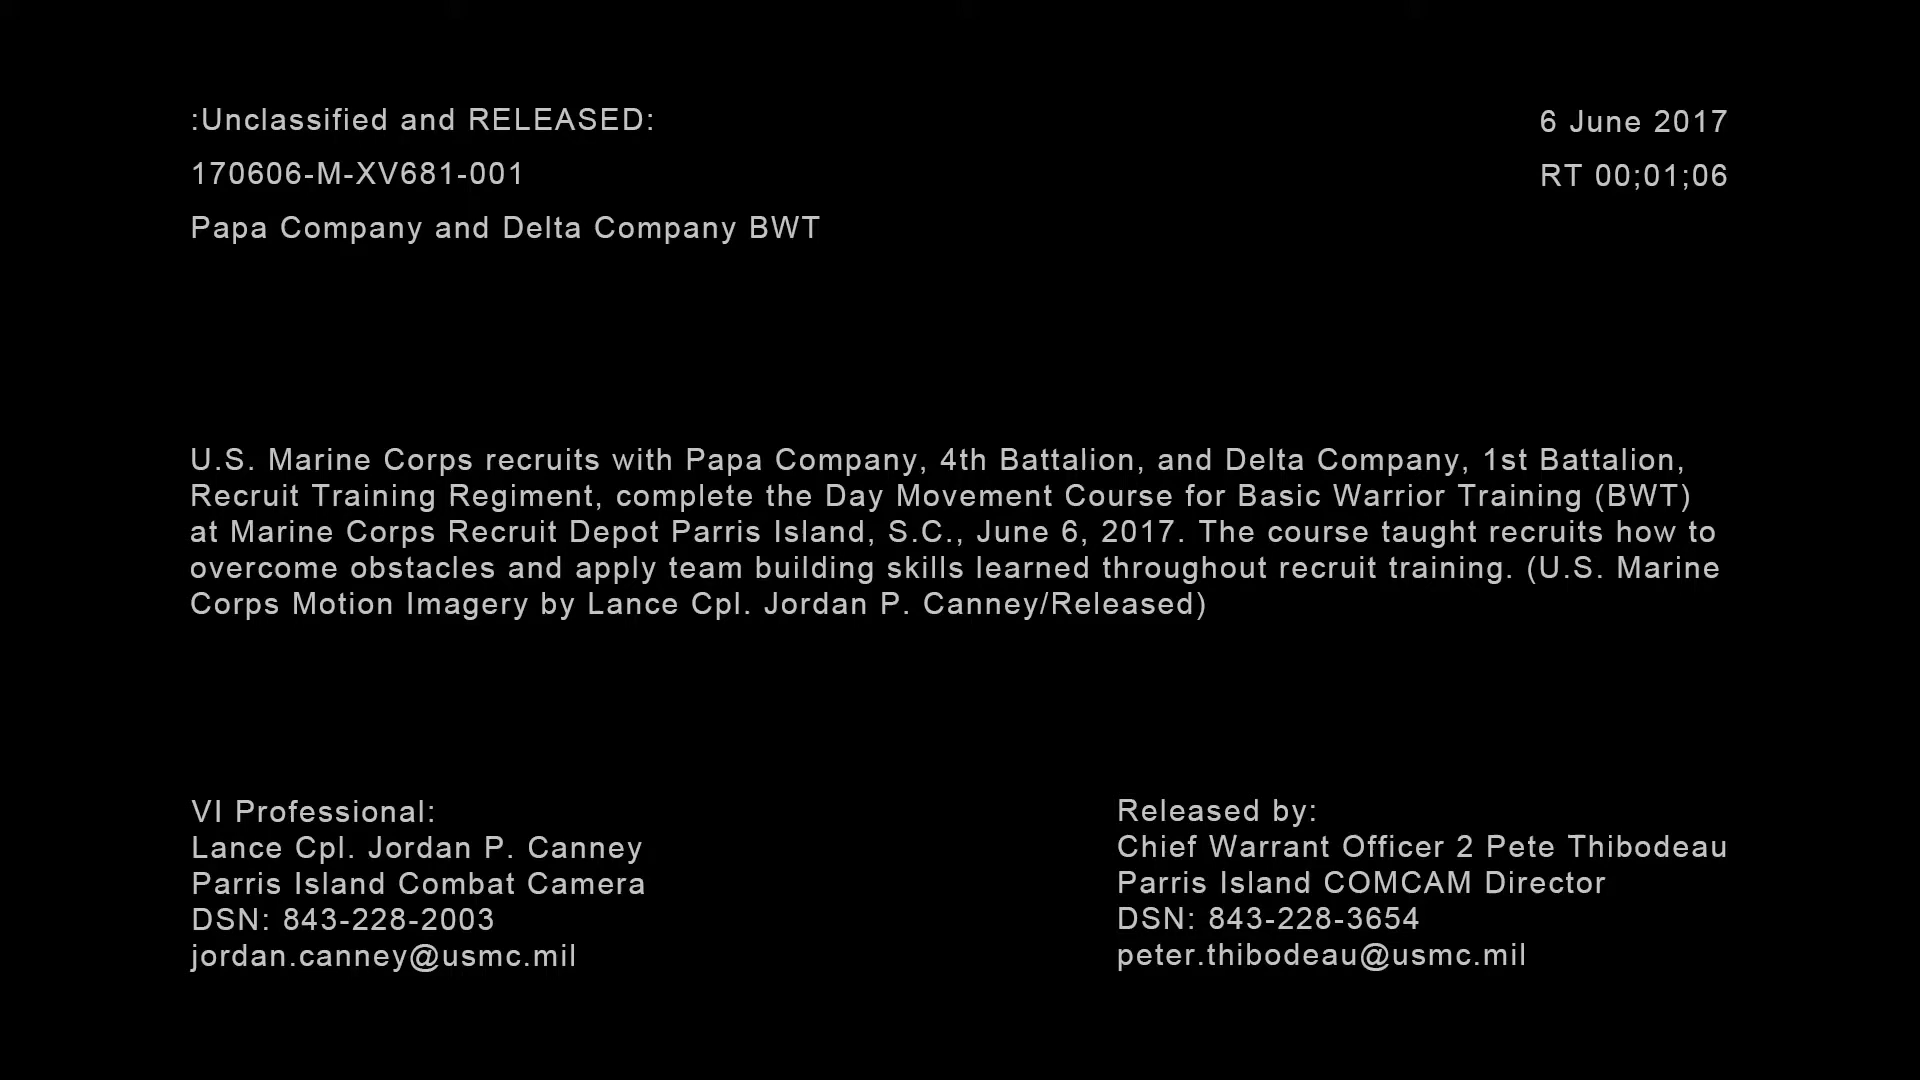 :Unclassified and RELEASED:
170606-M-XV681-001
Papa Company and Delta Company BWT
6 June 2017
RT 00;01;06
U.S. Marine Corps recruits with Papa Company, 4th Battalion, and Delta Company, 1st Battalion,
Recruit Training Regiment, complete the Day Movement Course for Basic Warrior Training (BWT)
at Marine Corps Recruit Depot Parris Island, S.C., June 6, 2017. The course taught recruits how to
overcome obstacles and apply team building skills learned throughout recruit training. (U.S. Marine
Corps Motion Imagery by Lance Cpl. Jordan P. Canney/Released)
VI Professional:
Lance Cpl. Jordan P. Canney
Parris Island Combat Camera
DSN: 843-228-2003
jordan.canney@usmc.mil
Released by:
Chief Warrant Officer 2 Pete Thibodeau
Parris Island COMCAM Director
DSN: 843-228-3654
peter.thibodeau@usmc.mil